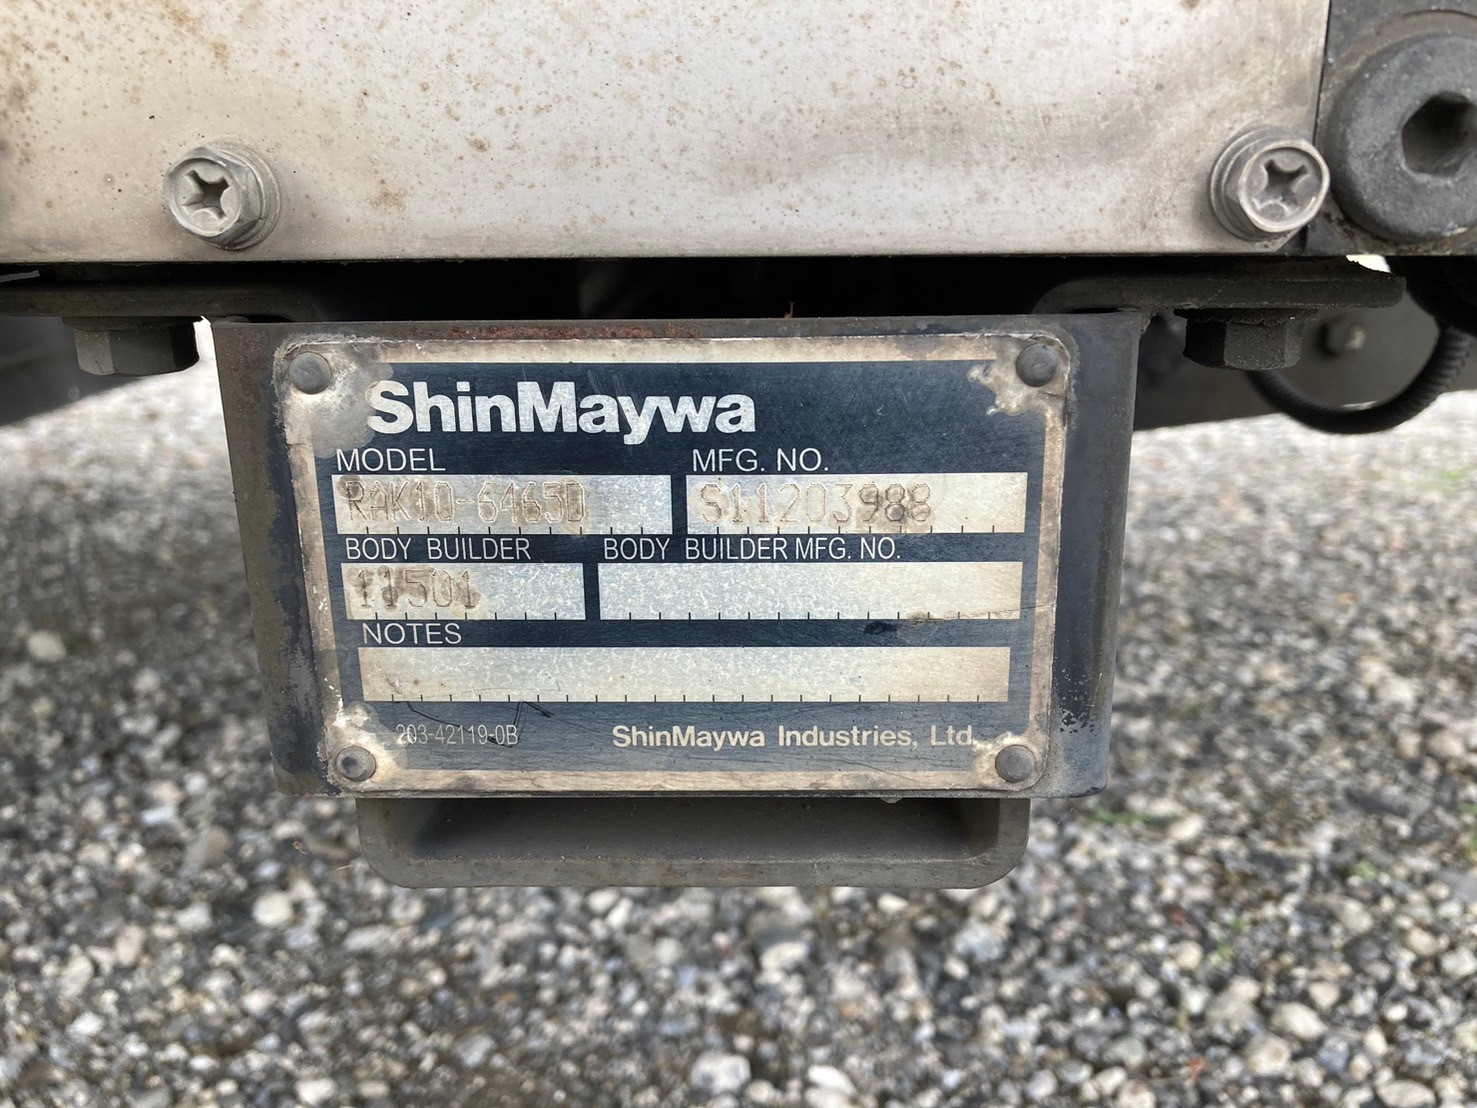 ShinMaywa
MODEL MFG. NO.
RAK10-6465D S11203988
BODY BUILDER BODY BUILDER MFG. NO.
11501
NOTES
203-42119-0B ShinMaywa Industries, Ltd.